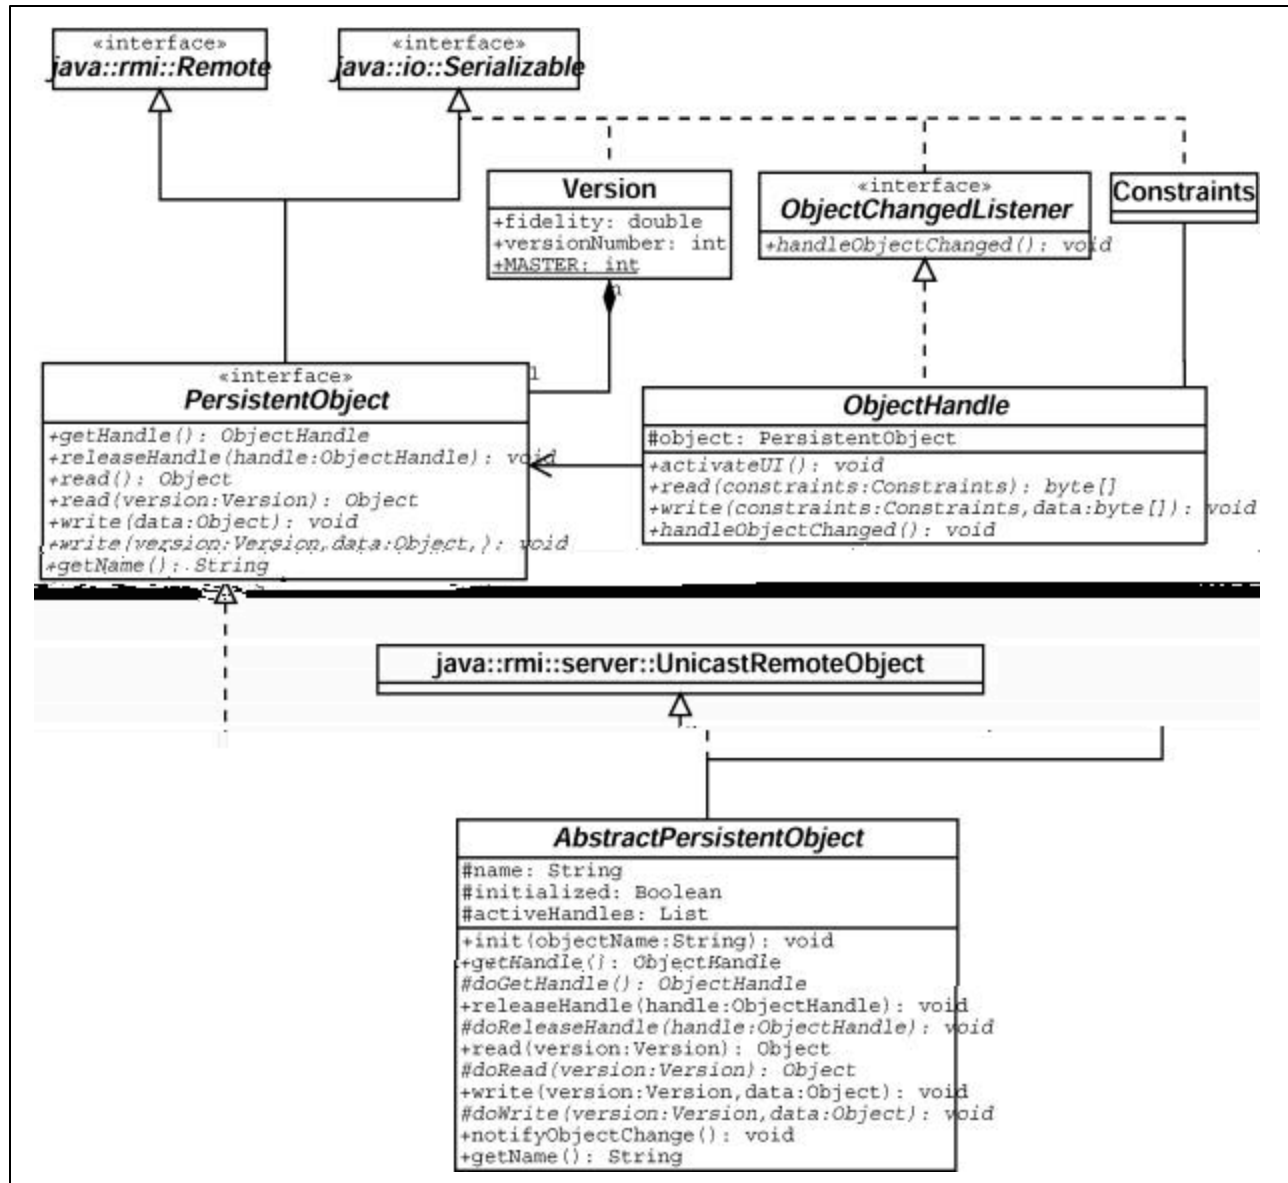 «interface»
java::rmi::Remote
«interface»
java::io::Serializable
Version
+fidelity: double
+versionNumber: int
+MASTER: int
n
«interface»
ObjectChangedListener
+handleObjectChanged(): void
Constraints
«interface»
PersistentObject
+getHandle(): ObjectHandle
+releaseHandle(handle:ObjectHandle): void
+read(): Object
+read(version:Version): Object
+write(data:Object): void
+write(version:Version,data:Object,): void
+getName(): String
1
ObjectHandle
#object: PersistentObject
+activateUI(): void
+read(constraints:Constraints): byte[]
+write(constraints:Constraints,data:byte[]): void
+handleObjectChanged(): void
java::rmi::server::UnicastRemoteObject
AbstractPersistentObject
#name: String
#initialized: Boolean
#activeHandles: List
+init(objectName:String): void
+getHandle(): ObjectHandle
#doGetHandle(): ObjectHandle
+releaseHandle(handle:ObjectHandle): void
#doReleaseHandle(handle:ObjectHandle): void
+read(version:Version): Object
#doRead(version:Version): Object
+write(version:Version,data:Object): void
#doWrite(version:Version,data:Object): void
+notifyObjectChange(): void
+getName(): String